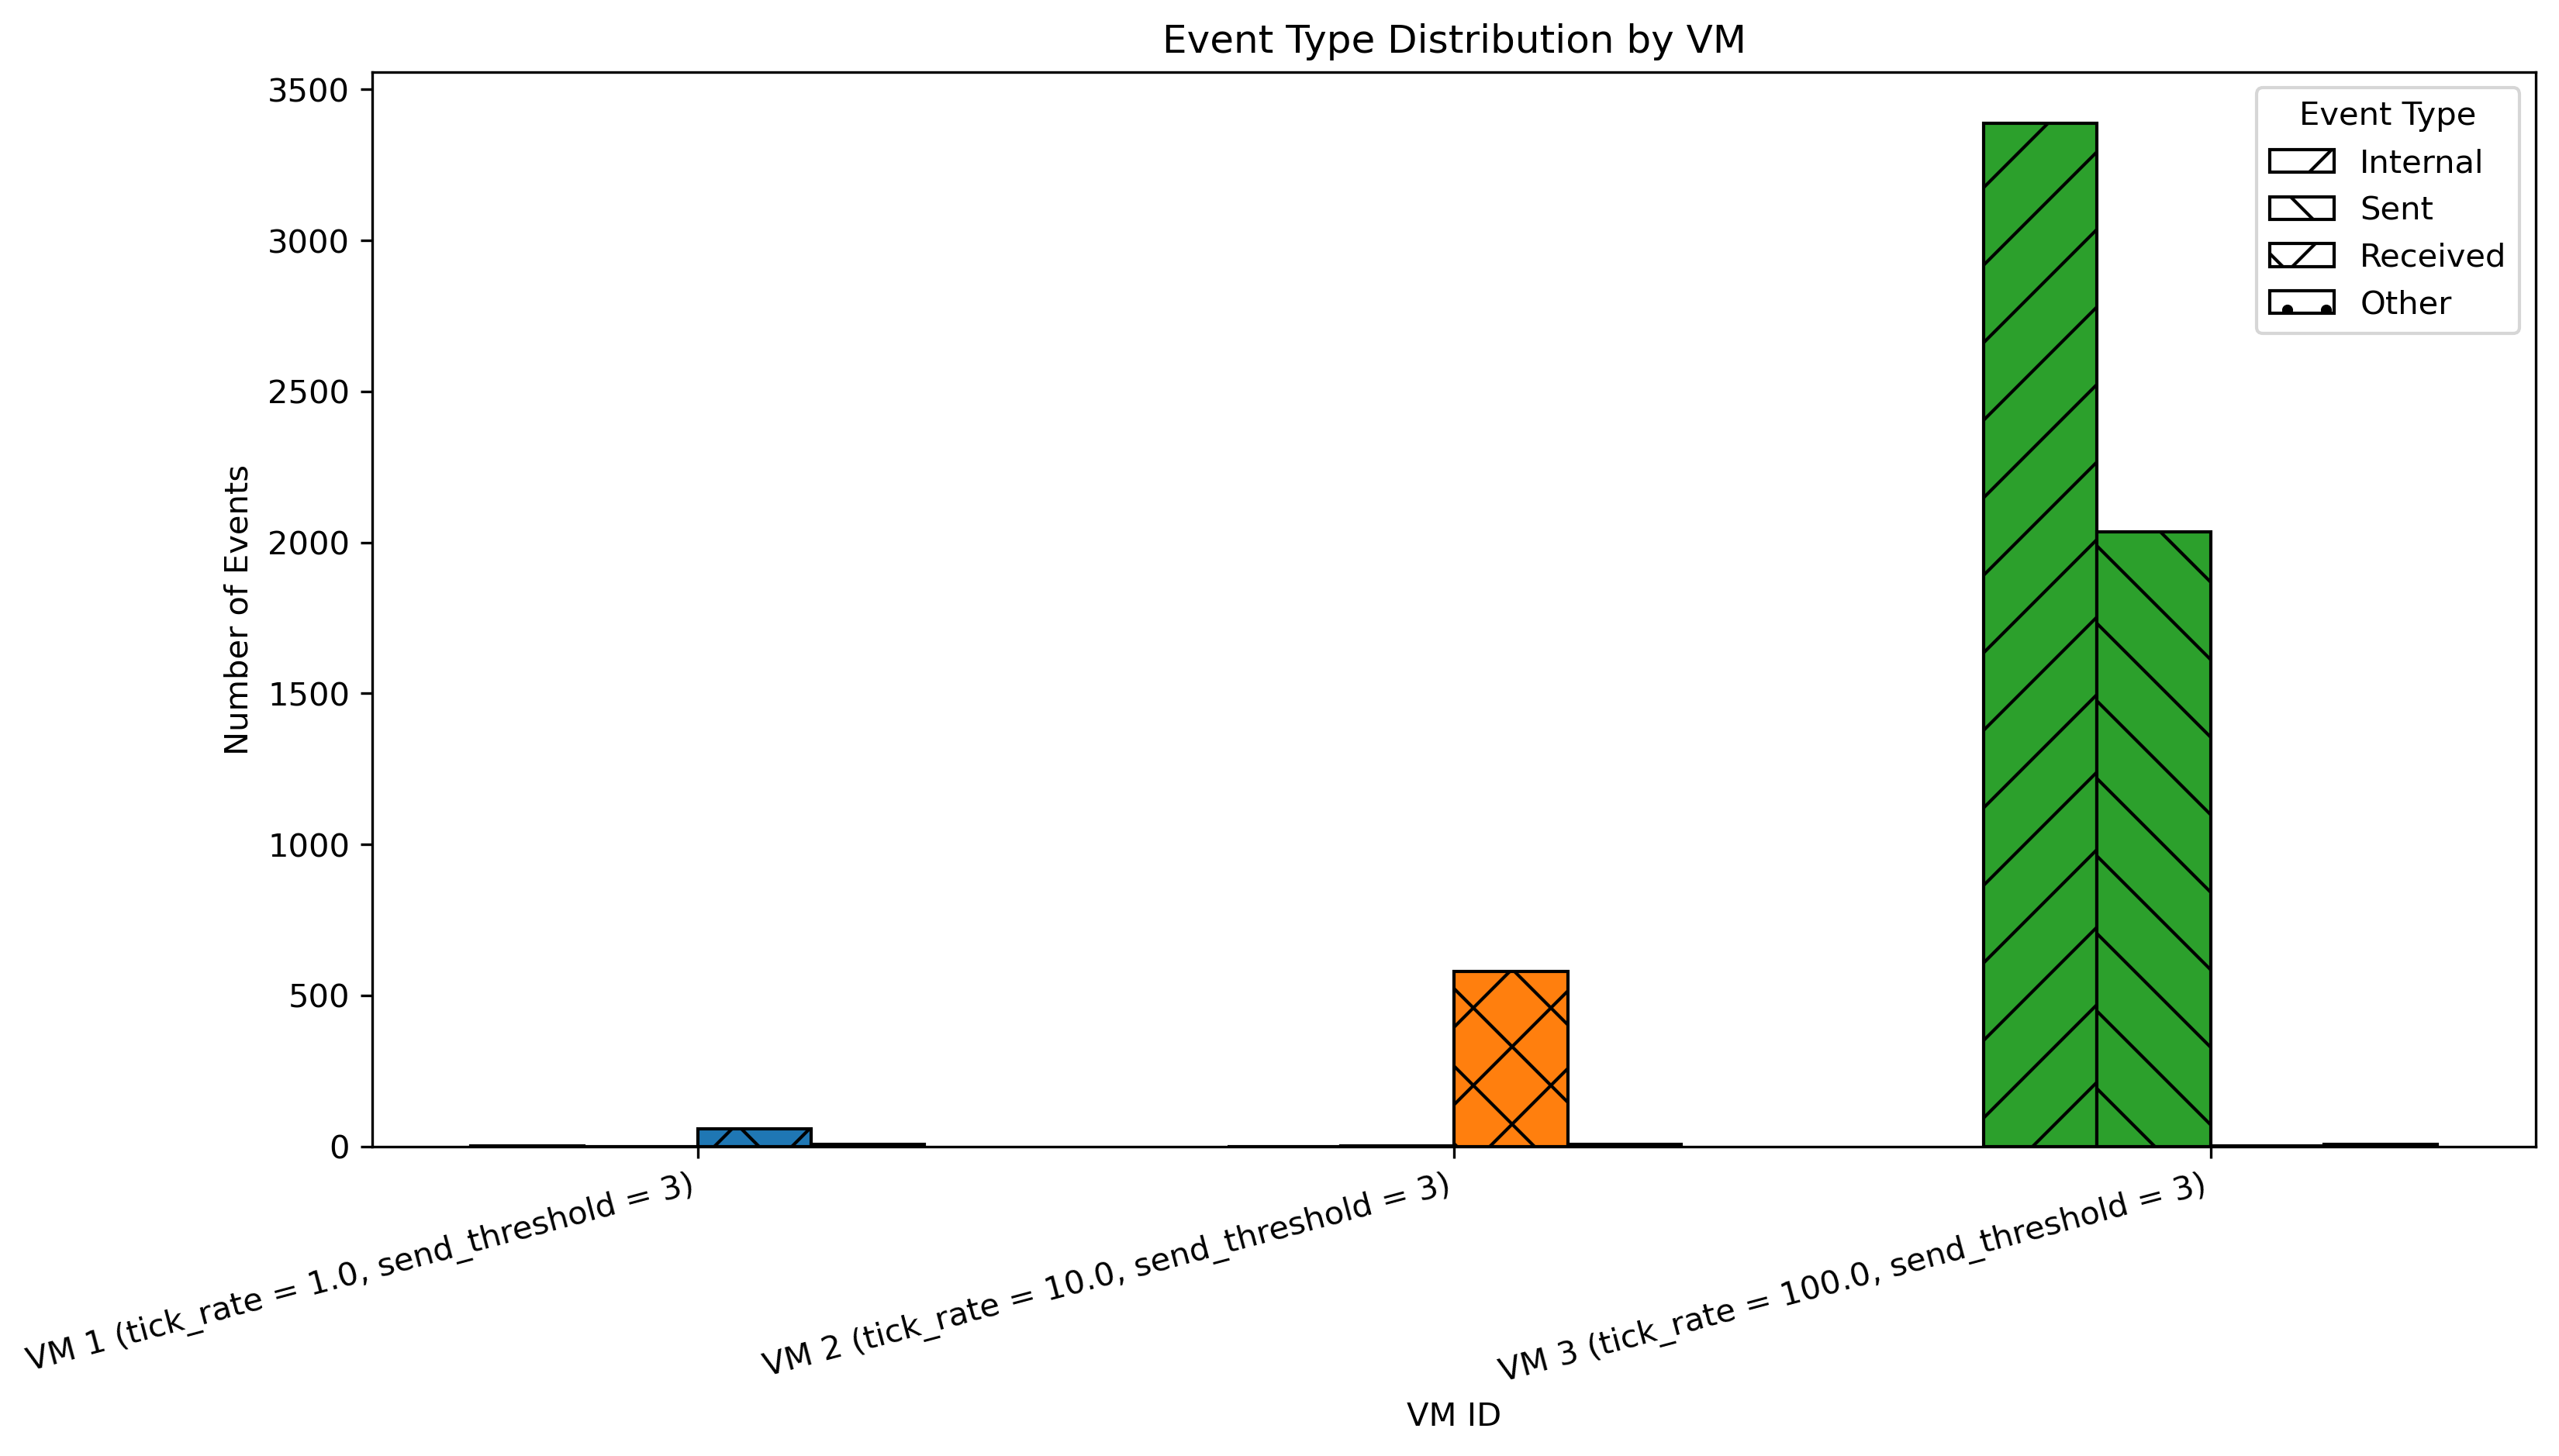 Event Type Distribution by VM
3500
3000
2500
2000
1500
1000
500
0
Number of Events
Event Type
Internal
Sent
Received
Other
VM 1 (tick_rate = 1.0, send_threshold = 3)
VM 2 (tick_rate = 10.0, send_threshold = 3)
VM 3 (tick_rate = 100.0, send_threshold = 3)
VM ID